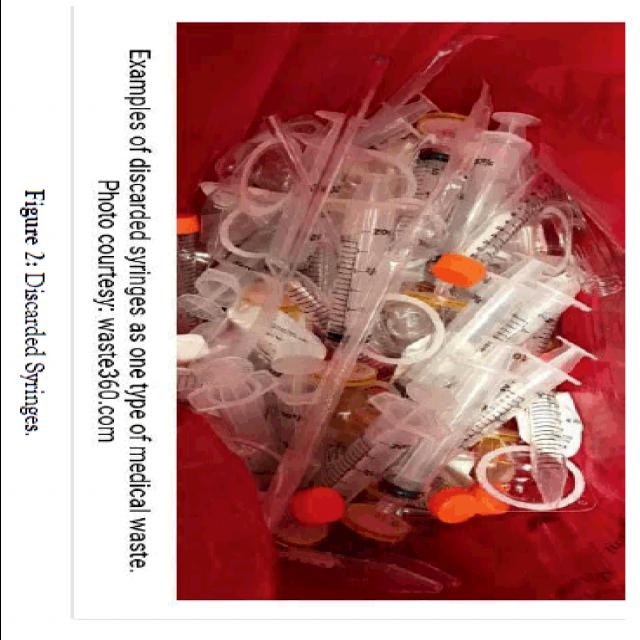 Examples of discarded syringes as one type of medical waste.
Photo courtesy: waste360.com
Figure 2: Discarded Syringes.